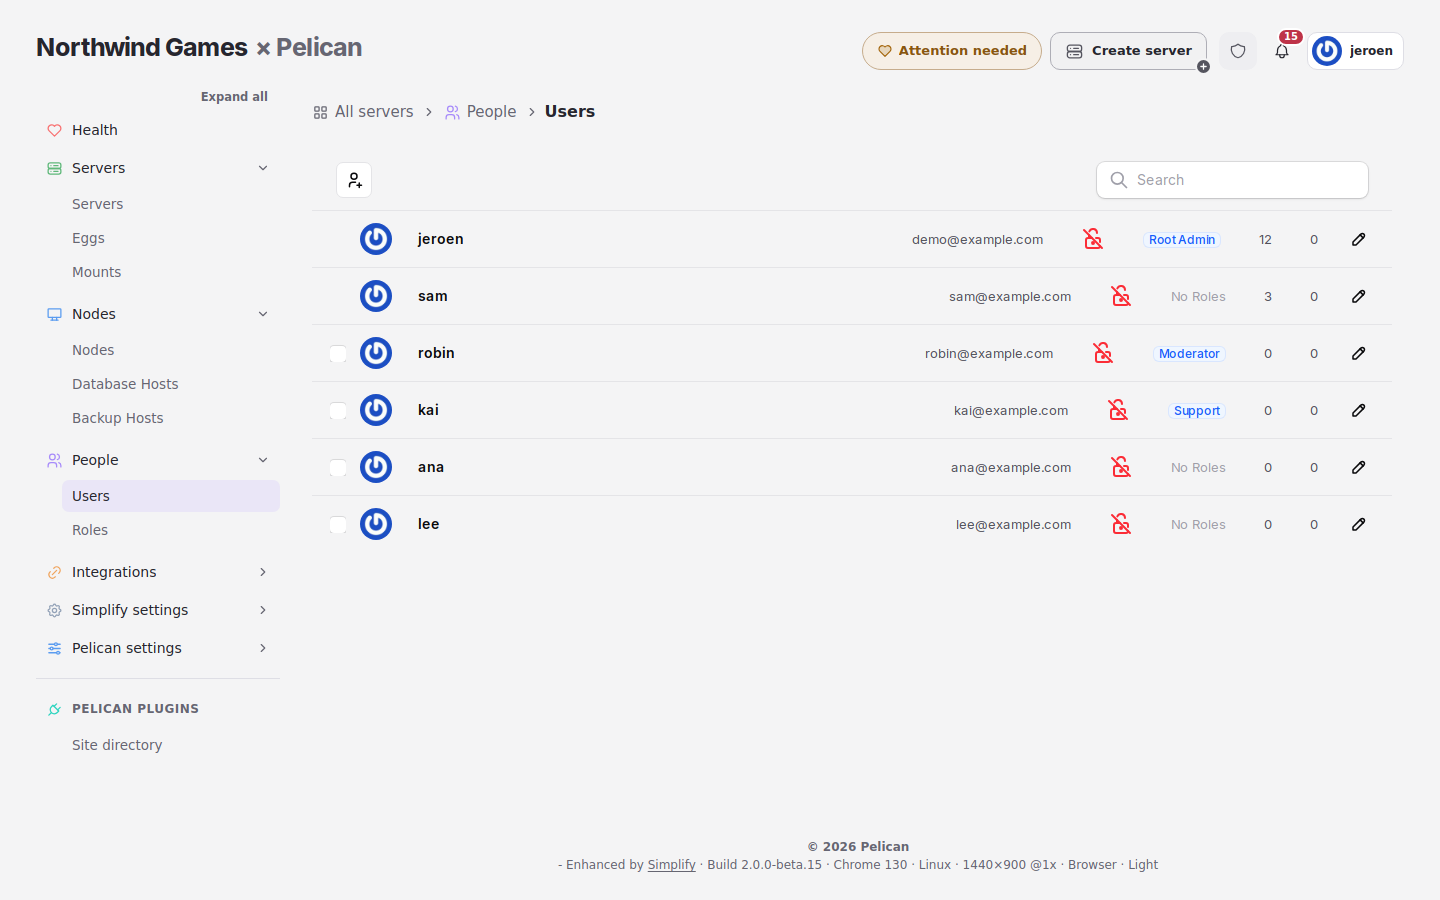 Northwind Games × Pelican
Attention needed
Create server
15
jeroen
Expand all
Health
Servers
Servers
Eggs
Mounts
Nodes
Nodes
Database Hosts
Backup Hosts
People
Users
Roles
Integrations
Simplify settings
Pelican settings
PELICAN PLUGINS
Site directory
All servers > People > Users
Search
jeroen demo@example.com Root Admin 12 0
sam sam@example.com No Roles 3 0
robin robin@example.com Moderator 0 0
kai kai@example.com Support 0 0
ana ana@example.com No Roles 0 0
lee lee@example.com No Roles 0 0
© 2026 Pelican
- Enhanced by Simplify · Build 2.0.0-beta.15 · Chrome 130 · Linux · 1440×900 @1x · Browser · Light